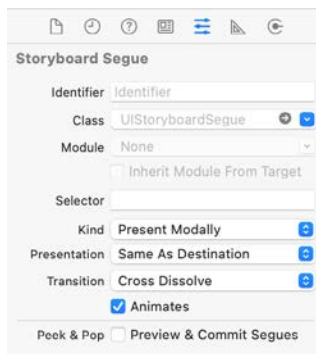 Storyboard Segue
Identifier Identifier
Class UIStoryboardSegue
Module None
Inherit Module From Target
Selector
Kind Present Modally
Presentation Same As Destination
Transition Cross Dissolve
Animates
Peek & Pop Preview & Commit Segues